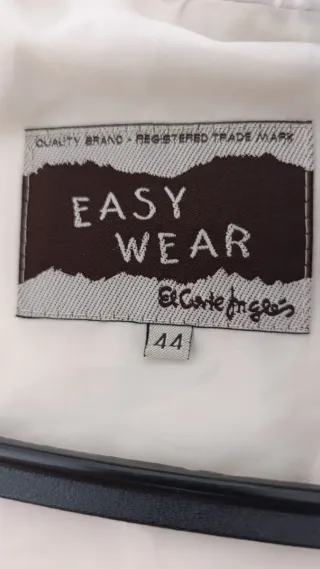 QUALITY BRAND - REGISTERED TRADE MARK
EASY
WEAR
El Corte Inglés
44